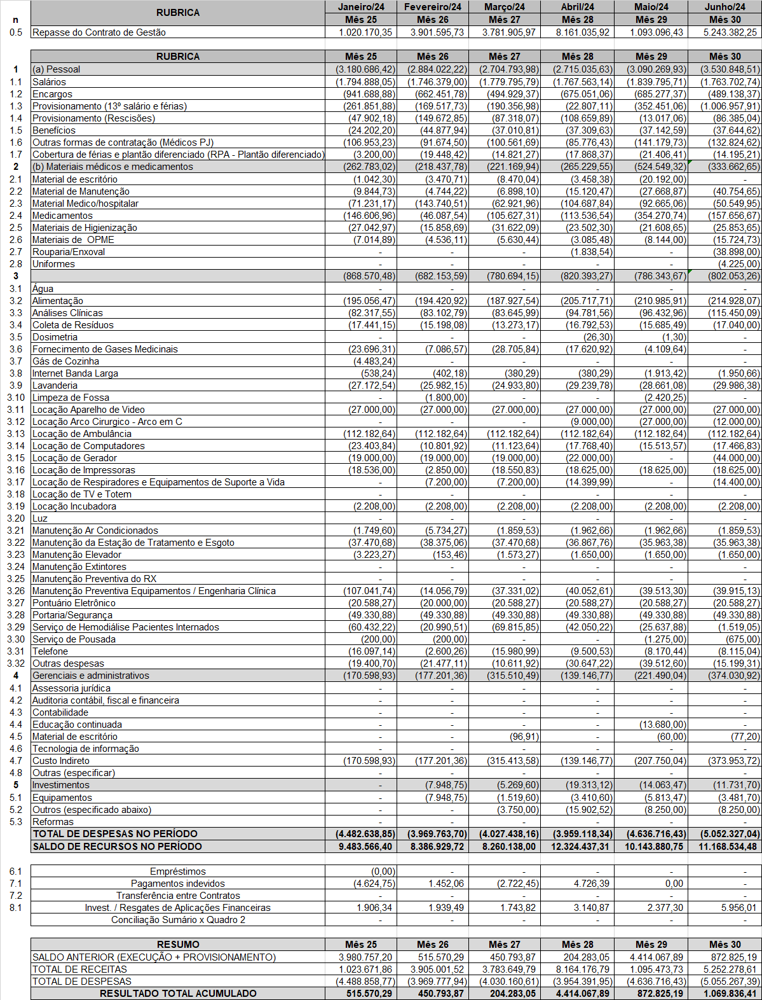 n RUBRICA Janeiro/24 Fevereiro/24 Março/24 Abril/24 Maio/24 Junho/24
Mês 25 Mês 26 Mês 27 Mês 28 Mês 29 Mês 30
0.5 Repasse do Contrato de Gestão 1.020.170,35 3.901.595,73 3.781.905,97 8.161.035,92 1.093.096,43 5.243.382,25
RUBRICA Mês 25 Mês 26 Mês 27 Mês 28 Mês 29 Mês 30
1 (a) Pessoal (3.180.686,42) (2.884.022,22) (2.704.793,98) (2.715.035,63) (3.090.269,93) (3.530.848,51)
1.1 Salários (1.794.888,05) (1.746.379,00) (1.779.795,79) (1.767.563,14) (1.839.795,71) (1.763.702,74)
1.2 Encargos (941.688,88) (662.451,78) (494.929,37) (675.051,06) (685.277,37) (489.138,37)
1.3 Provisionamento (13º salário e férias) (261.851,88) (169.517,73) (190.356,98) (22.807,11) (352.451,06) (1.006.957,91)
1.4 Provisionamento (Rescisões) (47.902,18) (149.672,85) (87.318,07) (108.659,89) (13.017,06) (86.385,04)
1.5 Benefícios (24.202,20) (44.877,94) (37.010,81) (37.309,63) (37.142,59) (37.644,62)
1.6 Outras formas de contratação (Médicos PJ) (106.953,23) (91.674,50) (100.561,69) (85.776,43) (141.179,73) (132.824,62)
1.7 Cobertura de férias e plantão diferenciado (RPA - Plantão diferenciado) (3.200,00) (19.448,42) (14.821,27) (17.868,37) (21.406,41) (14.195,21)
2 (b) Materiais médicos e medicamentos (262.783,02) (218.437,78) (221.169,94) (265.229,55) (524.549,32) (333.662,65)
2.1 Material de escritório (1.042,30) (3.470,71) (8.470,04) (3.458,38) (20.192,00) -
2.2 Material de Manutenção (9.844,73) (4.744,22) (6.898,10) (15.120,47) (27.668,87) (40.754,65)
2.3 Material Medico/hospitalar (71.231,17) (143.740,51) (62.921,96) (104.687,84) (92.665,06) (50.549,95)
2.4 Medicamentos (146.606,96) (46.087,54) (105.627,31) (113.536,54) (354.270,74) (157.656,67)
2.5 Materiais de Higienização (27.042,97) (15.858,69) (31.622,09) (23.502,30) (21.608,65) (25.853,65)
2.6 Materiais de OPME (7.014,89) (4.536,11) (5.630,44) (3.085,48) (8.144,00) (15.724,73)
2.7 Rouparia/Enxoval - - - (1.838,54) - (38.898,00)
2.8 Uniformes - - - - - (4.225,00)
3 (868.570,48) (682.153,59) (780.694,15) (820.393,27) (786.343,67) (802.053,26)
3.1 Água - - - - - -
3.2 Alimentação (195.056,47) (194.420,92) (187.927,54) (205.717,71) (210.985,91) (214.928,07)
3.3 Análises Clínicas (82.317,55) (83.102,79) (83.645,99) (94.781,56) (96.432,96) (115.450,09)
3.4 Coleta de Resíduos (17.441,15) (15.198,08) (13.273,17) (16.792,53) (15.685,49) (17.040,00)
3.5 Dosimetria - - - (26,30) (1,30) -
3.6 Fornecimento de Gases Medicinais (23.696,31) (7.086,57) (28.705,84) (17.620,92) (4.109,64) -
3.7 Gás de Cozinha (4.483,24) - - - - -
3.8 Internet Banda Larga (538,24) (402,18) (380,29) (380,29) (1.913,42) (1.950,66)
3.9 Lavanderia (27.172,54) (25.982,15) (24.933,80) (29.239,78) (28.661,08) (29.986,38)
3.10 Limpeza de Fossa - (1.800,00) - - (2.420,25) -
3.11 Locação Aparelho de Video (27.000,00) (27.000,00) (27.000,00) (27.000,00) (27.000,00) (27.000,00)
3.12 Locação Arco Cirurgico - Arco em C - - - (9.000,00) (27.000,00) (12.000,00)
3.13 Locação de Ambulância (112.182,64) (112.182,64) (112.182,64) (112.182,64) (112.182,64) (112.182,64)
3.14 Locação de Computadores (23.403,84) (10.801,92) (11.123,64) (17.768,40) (15.513,57) (17.466,83)
3.15 Locação de Gerador (19.000,00) (19.000,00) (19.000,00) (22.000,00) - (44.000,00)
3.16 Locação de Impressoras (18.536,00) (2.850,00) (18.550,83) (18.625,00) (18.625,00) (18.625,00)
3.17 Locação de Respiradores e Equipamentos de Suporte a Vida - (7.200,00) (7.200,00) (14.399,99) - (14.400,00)
3.18 Locação de TV e Totem - - - - - -
3.19 Locação Incubadora (2.208,00) (2.208,00) (2.208,00) (2.208,00) (2.208,00) (2.208,00)
3.20 Luz - - - - - -
3.21 Manutenção Ar Condicionados (1.749,60) (5.734,27) (1.859,53) (1.962,66) (1.962,66) (1.859,53)
3.22 Manutenção da Estação de Tratamento e Esgoto (37.470,68) (38.375,06) (37.470,68) (36.867,76) (35.963,38) (35.963,38)
3.23 Manutenção Elevador (3.223,27) (153,46) (1.573,27) (1.650,00) (1.650,00) (1.650,00)
3.24 Manutenção Extintores - - - - - -
3.25 Manutenção Preventiva do RX - - - - - -
3.26 Manutenção Preventiva Equipamentos / Engenharia Clínica (107.041,74) (14.056,79) (37.331,02) (40.052,61) (39.513,30) (39.915,13)
3.27 Pontuário Eletrônico (20.588,27) (20.000,00) (20.588,27) (20.588,27) (20.588,27) (20.588,27)
3.28 Portaria/Segurança (49.330,88) (49.330,88) (49.330,88) (49.330,88) (49.330,88) (49.330,88)
3.29 Serviço de Hemodiálise Pacientes Internados (60.432,22) (20.990,51) (69.815,85) (42.050,22) (25.637,88) (1.519,05)
3.30 Serviço de Pousada (200,00) (200,00) - - (1.275,00) (675,00)
3.31 Telefone (16.097,14) (2.600,26) (15.980,99) (9.500,53) (8.170,44) (8.115,04)
3.32 Outras despesas (19.400,70) (21.477,11) (10.611,92) (30.647,22) (39.512,60) (15.199,31)
4 Gerenciais e administrativos (170.598,93) (177.201,36) (315.510,49) (139.146,77) (221.490,04) (374.030,92)
4.1 Assessoria jurídica - - - - - -
4.2 Auditoria contábil, fiscal e financeira - - - - - -
4.3 Contabilidade - - - - - -
4.4 Educação continuada - - - - (13.680,00) -
4.5 Material de escritório - - (96,91) - (60,00) (77,20)
4.6 Tecnologia de informação - - - - - -
4.7 Custo Indireto (170.598,93) (177.201,36) (315.413,58) (139.146,77) (207.750,04) (373.953,72)
4.8 Outras (especificar) - - - - - -
5 Investimentos - (7.948,75) (5.269,60) (19.313,12) (14.063,47) (11.731,70)
5.1 Equipamentos - (7.948,75) (1.519,60) (3.410,60) (5.813,47) (3.481,70)
5.2 Outros (especificado abaixo) - - (3.750,00) (15.902,52) (8.250,00) (8.250,00)
5.3 Reformas - - - - - -
TOTAL DE DESPESAS NO PERÍODO (4.482.638,85) (3.969.763,70) (4.027.438,16) (3.959.118,34) (4.636.716,43) (5.052.327,04)
SALDO DE RECURSOS NO PERÍODO 9.483.566,40 8.386.929,72 8.260.138,00 12.324.437,31 10.143.880,75 11.168.534,48
6.1 Empréstimos (0,00) - - - - -
7.1 Pagamentos indevidos (4.624,75) 1.452,06 (2.722,45) 4.726,39 0,00 -
7.2 Transferência entre Contratos - - - - - -
8.1 Invest. / Resgates de Aplicações Financeiras 1.906,34 1.939,49 1.743,82 3.140,87 2.377,30 5.956,01
Conciliação Sumário x Quadro 2 - - - - - -
RESUMO Mês 25 Mês 26 Mês 27 Mês 28 Mês 29 Mês 30
SALDO ANTERIOR (EXECUÇÃO + PROVISIONAMENTO) 3.980.757,20 515.570,29 450.793,87 204.283,05 4.414.067,89 872.825,19
TOTAL DE RECEITAS 1.023.671,86 3.905.001,52 3.783.649,79 8.164.176,79 1.095.473,73 5.252.278,61
TOTAL DE DESPESAS (4.488.858,77) (3.969.777,94) (4.030.160,61) (3.954.391,95) (4.636.716,43) (5.055.267,39)
RESULTADO TOTAL ACUMULADO 515.570,29 450.793,87 204.283,05 4.414.067,89 872.825,19 1.069.836,41